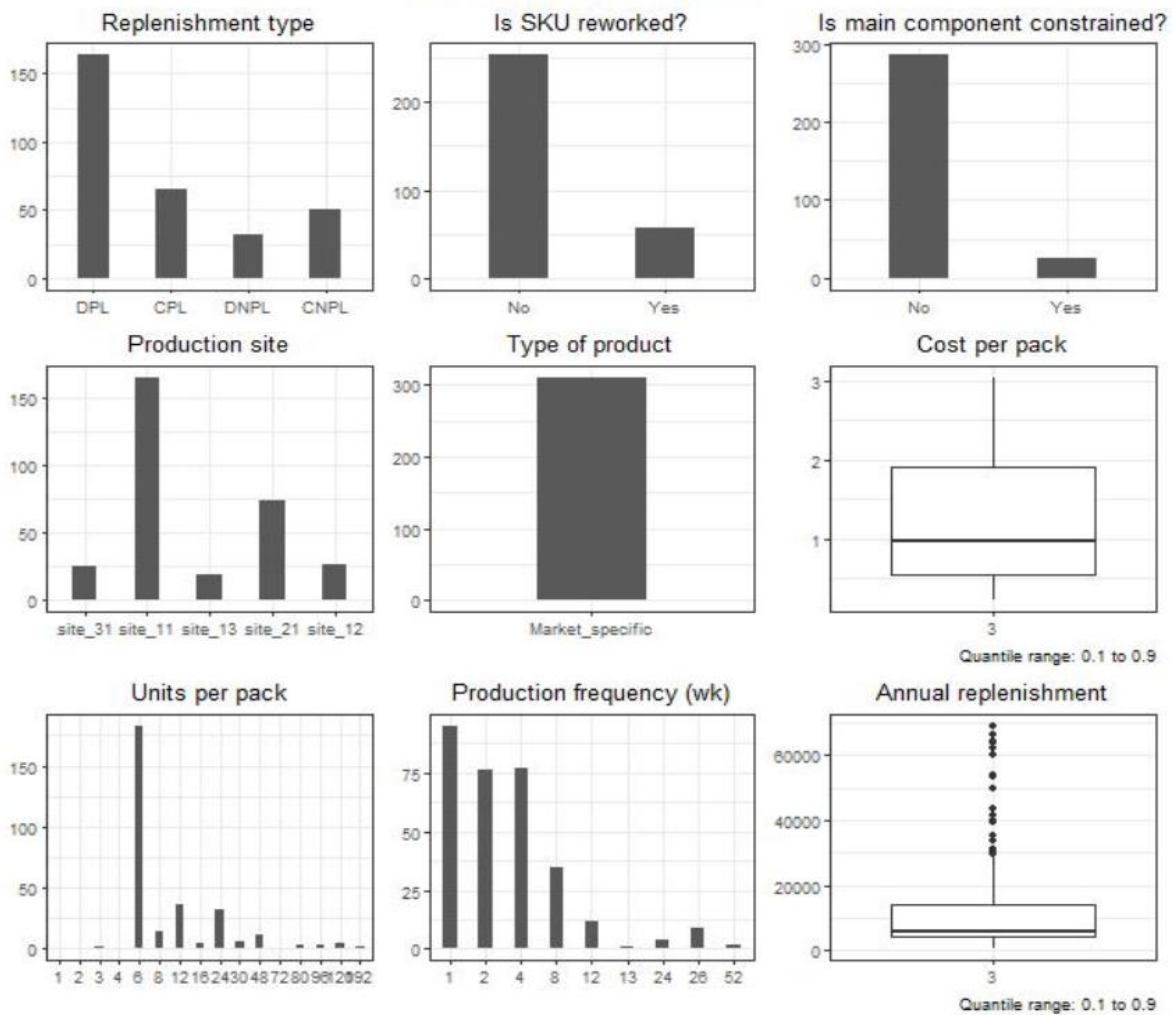 Replenishment type
150
100
50
0
DPL CPL DNPL CNPL
Is SKU reworked?
200
100
0
No Yes
Is main component constrained?
300
200
100
0
No Yes
Production site
150
100
50
0
site_31 site_11 site_13 site_21 site_12
Type of product
300
200
100
0
Market_specific
Cost per pack
3
2
1
3
Quantile range: 0.1 to 0.9
Units per pack
150
100
50
0
1 2 3 4 6 8 12 16 24 30 48 72 80 96 120 192
Production frequency (wk)
75
50
25
0
1 2 4 8 12 13 24 26 52
Annual replenishment
60000
40000
20000
0
3
Quantile range: 0.1 to 0.9